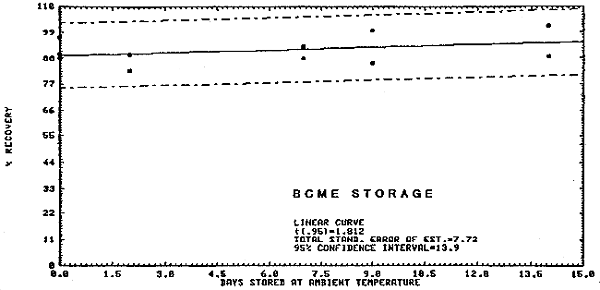 110
99
88
77
66
55
44
33
22
11
0
% RECOVERY
BCME STORAGE
LINEAR CURVE
t(.95)=1.812
TOTAL STAND. ERROR OF EST.=7.72
95% CONFIDENCE INTERVAL=13.9
0.0 1.5 3.0 4.5 6.0 7.5 9.0 10.5 12.0 13.5 15.0
DAYS STORED AT AMBIENT TEMPERATURE